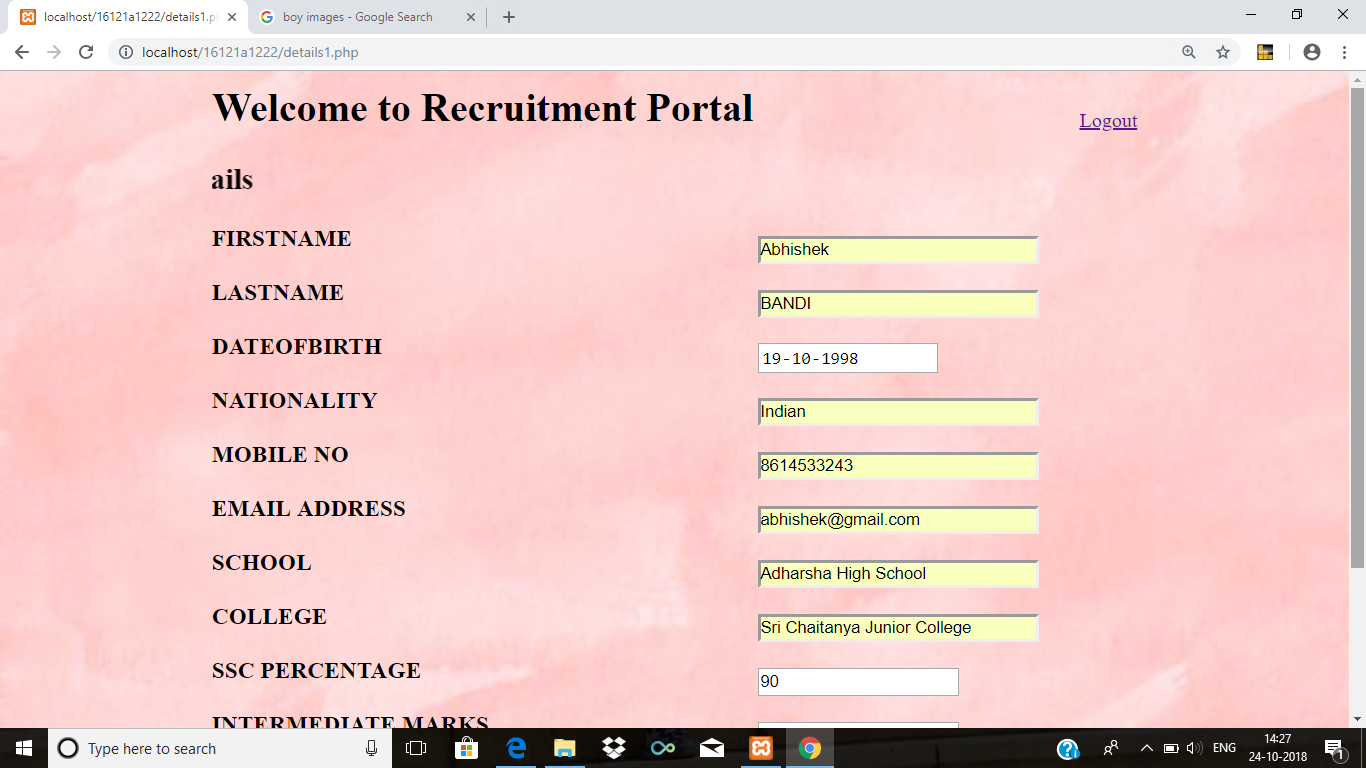 localhost/16121a1222/details1.p
boy images - Google Search
localhost/16121a1222/details1.php
Welcome to Recruitment Portal
Logout
ails
FIRSTNAME Abhishek
LASTNAME BANDI
DATEOFBIRTH 19-10-1998
NATIONALITY Indian
MOBILE NO 8614533243
EMAIL ADDRESS abhishek@gmail.com
SCHOOL Adharsha High School
COLLEGE Sri Chaitanya Junior College
SSC PERCENTAGE 90
INTERMEDIATE MARKS
Type here to search
ENG
14:27
24-10-2018
1